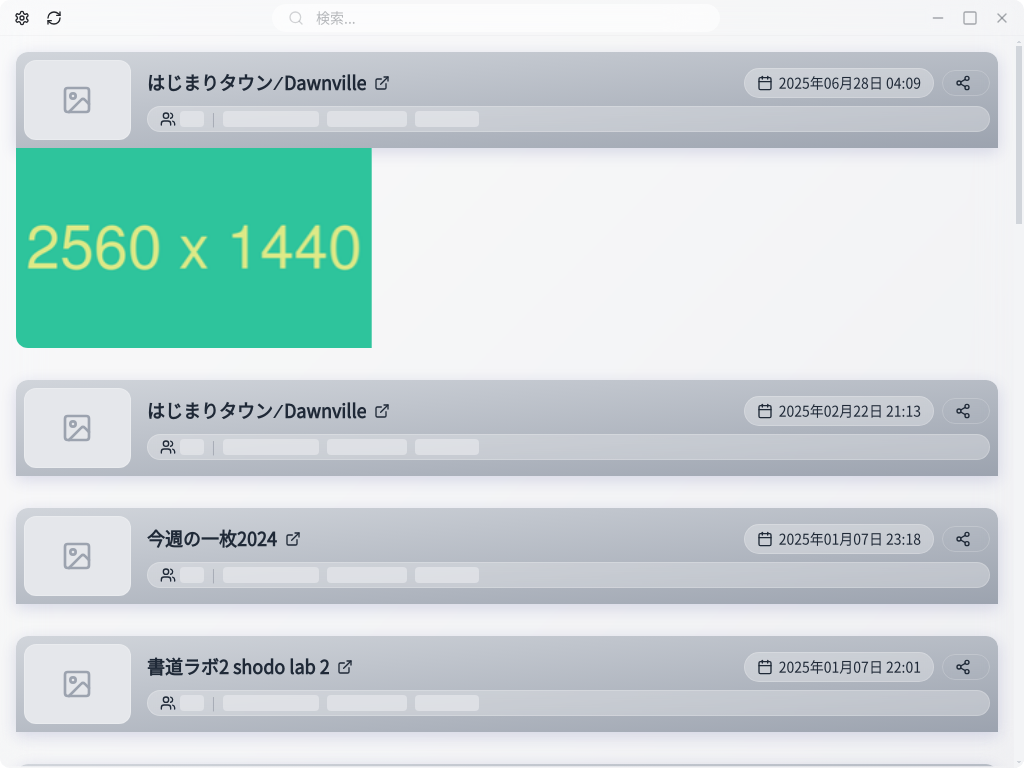 検索...
はじまりタウン⁄Dawnville
2025年06月28日 04:09
2560 x 1440
はじまりタウン⁄Dawnville
2025年02月22日 21:13
今週の一枚2024
2025年01月07日 23:18
書道ラボ2 shodo lab 2
2025年01月07日 22:01